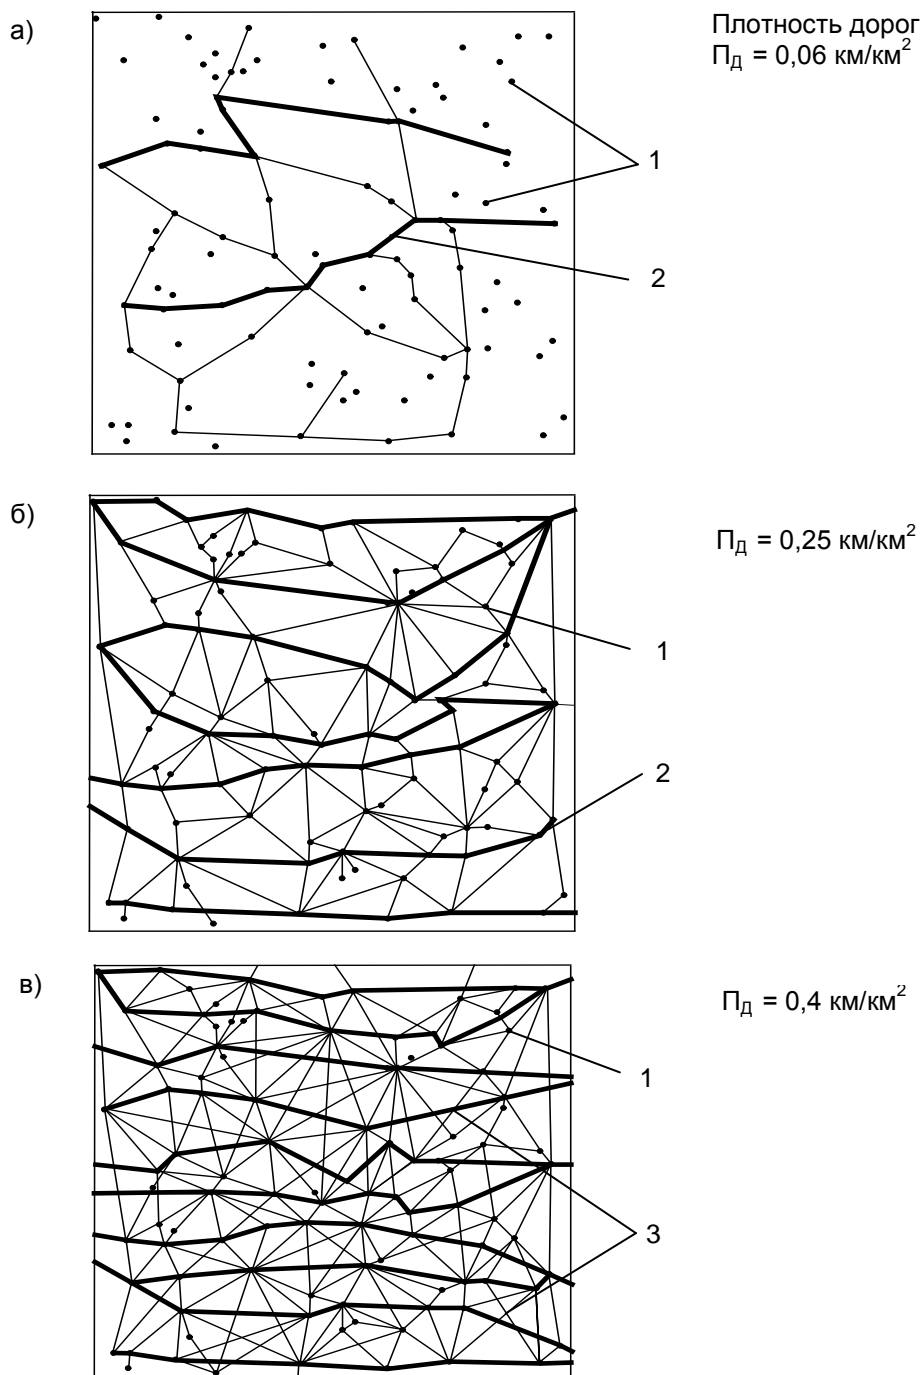 а)
Плотность дорог
П_Д = 0,06 км/км²
1
2
б)
П_Д = 0,25 км/км²
1
2
в)
П_Д = 0,4 км/км²
1
3